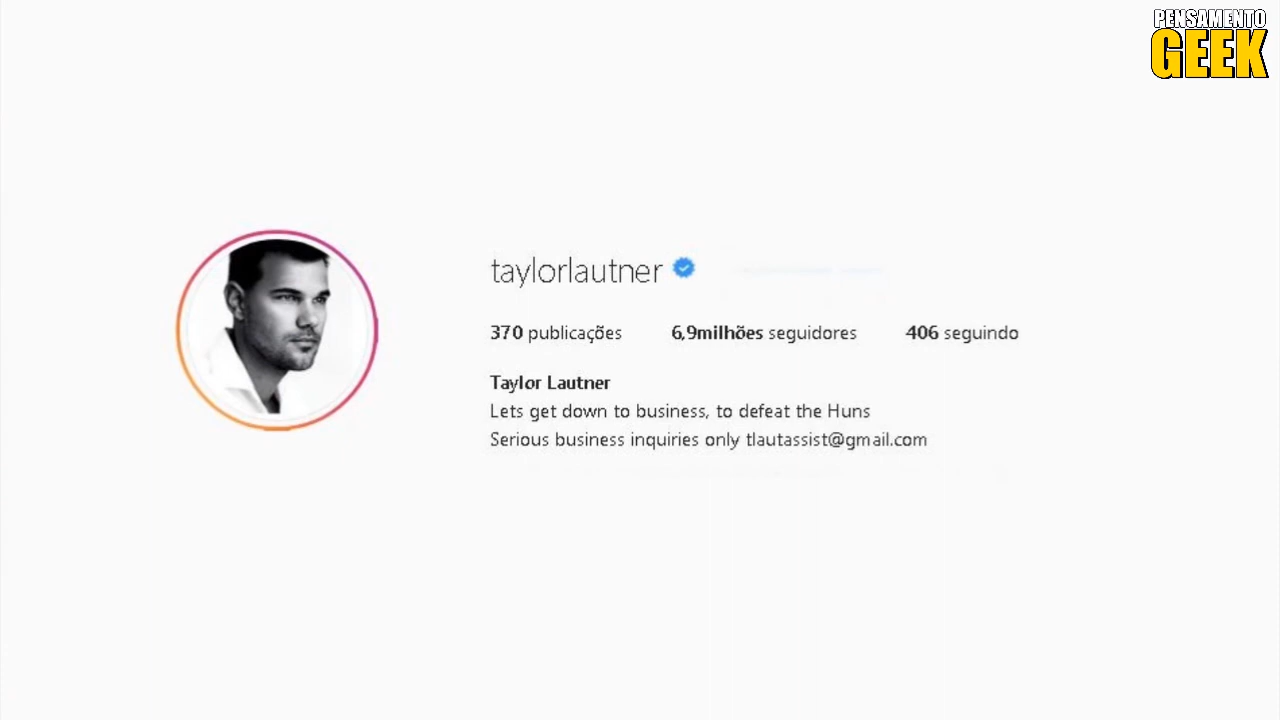 PENSAMENTO
GEEK
taylorlautner
370 publicações 6,9milhões seguidores 406 seguindo
Taylor Lautner
Lets get down to business, to defeat the Huns
Serious business inquiries only tlautassist@gmail.com